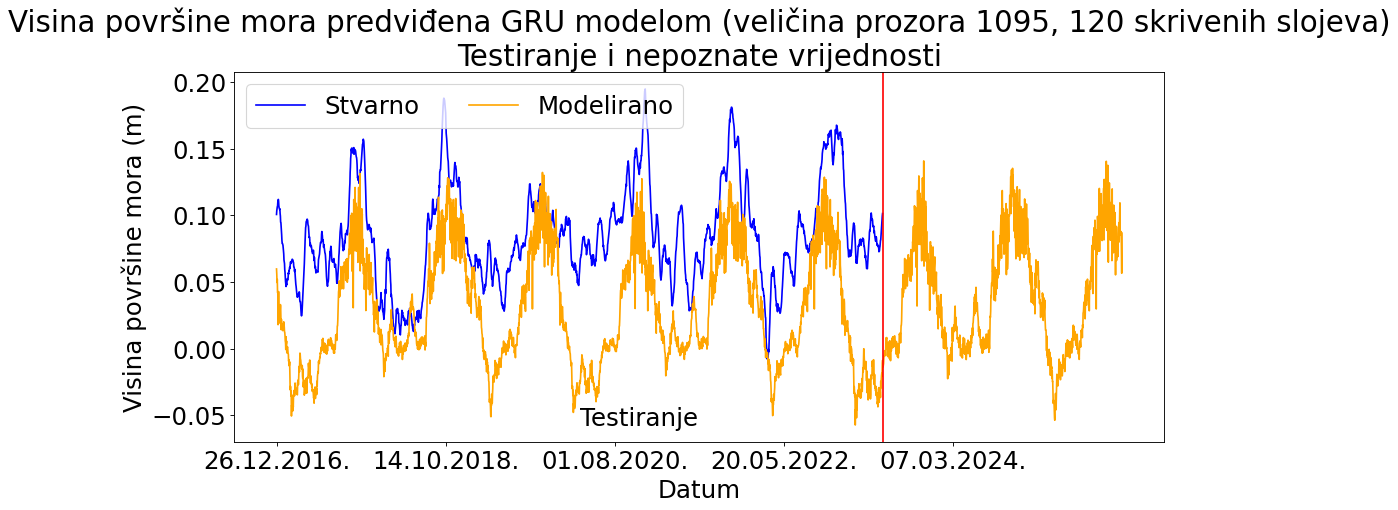 Visina površine mora predviđena GRU modelom (veličina prozora 1095, 120 skrivenih slojeva)
Testiranje i nepoznate vrijednosti
Stvarno
Modelirano
Visina površine mora (m)
0.20
0.15
0.10
0.05
0.00
−0.05
Testiranje
26.12.2016.
14.10.2018.
01.08.2020.
20.05.2022.
07.03.2024.
Datum